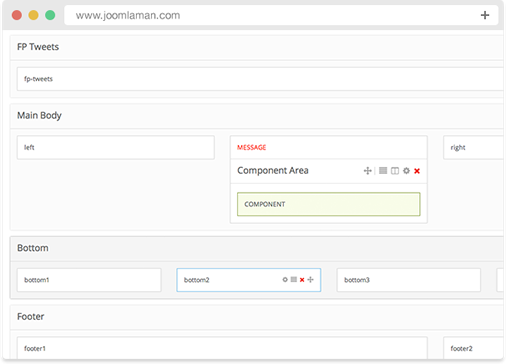 www.joomlaman.com
FP Tweets
fp-tweets
Main Body
left
MESSAGE
right
Component Area
COMPONENT
Bottom
bottom1
bottom2
bottom3
Footer
footer1
footer2